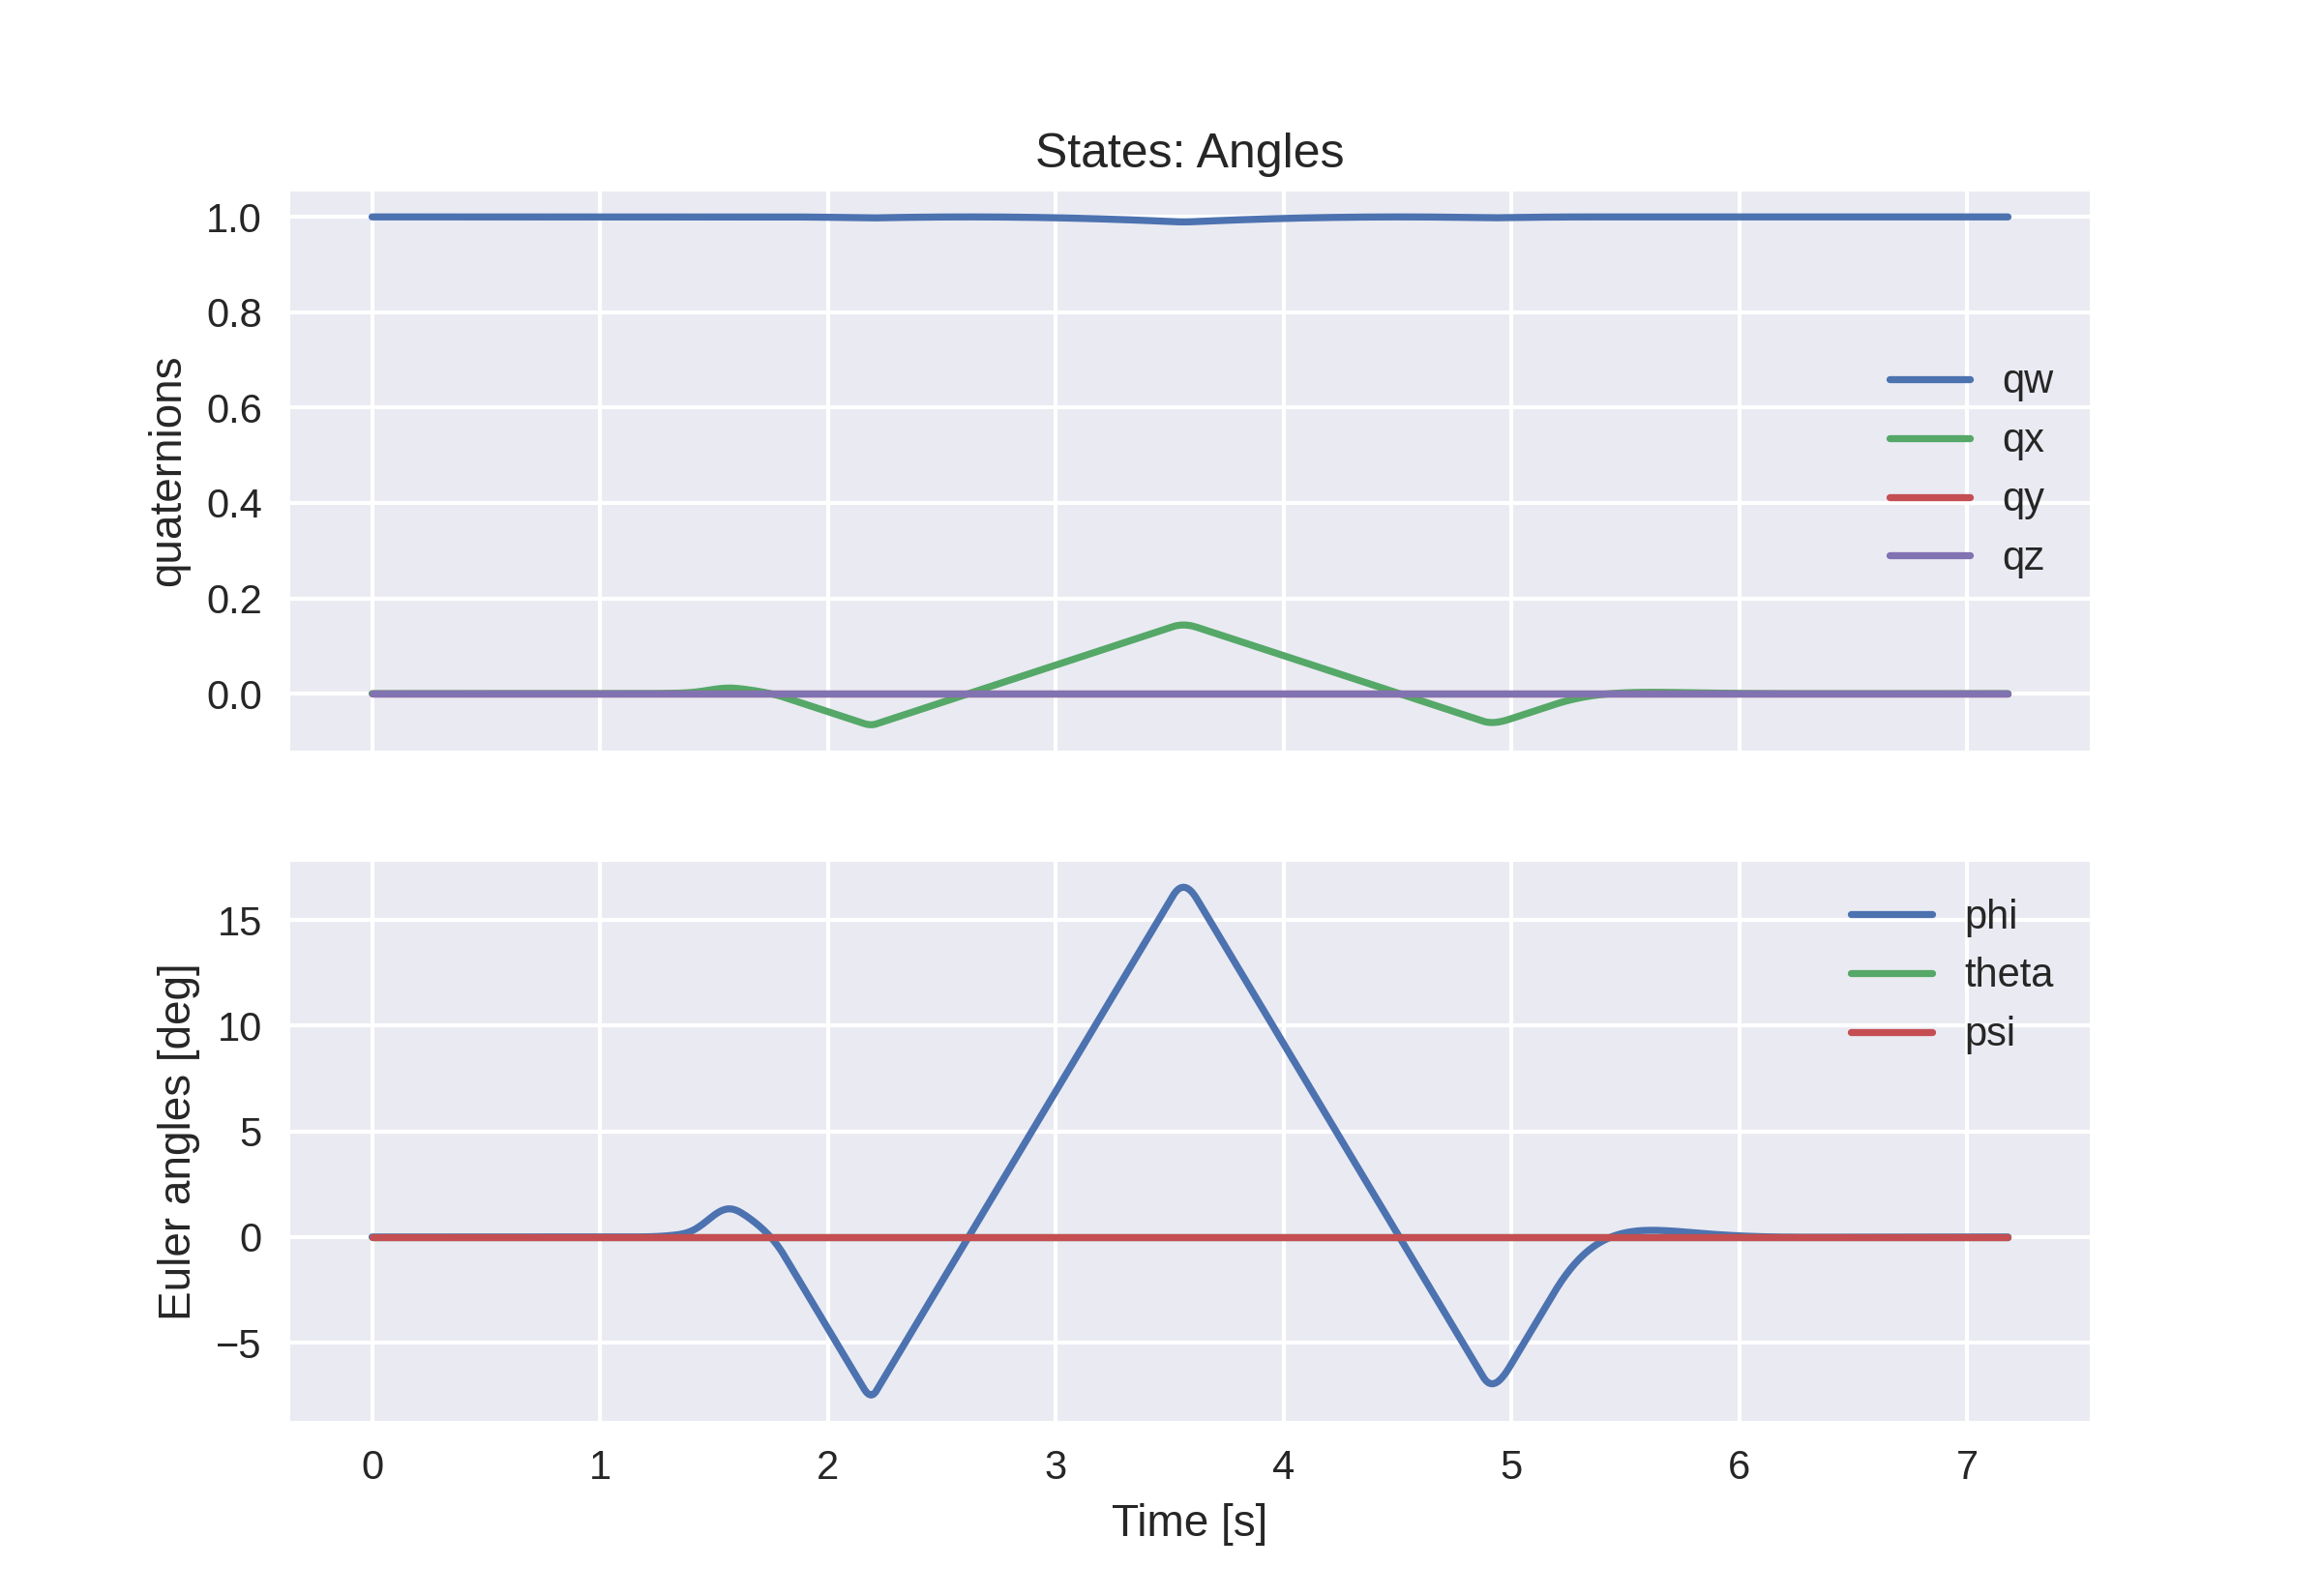 States: Angles
1.0
0.8
0.6
0.4
0.2
0.0
quaternions
qw
qx
qy
qz
15
10
5
0
−5
Euler angles [deg]
phi
theta
psi
0 1 2 3 4 5 6 7
Time [s]